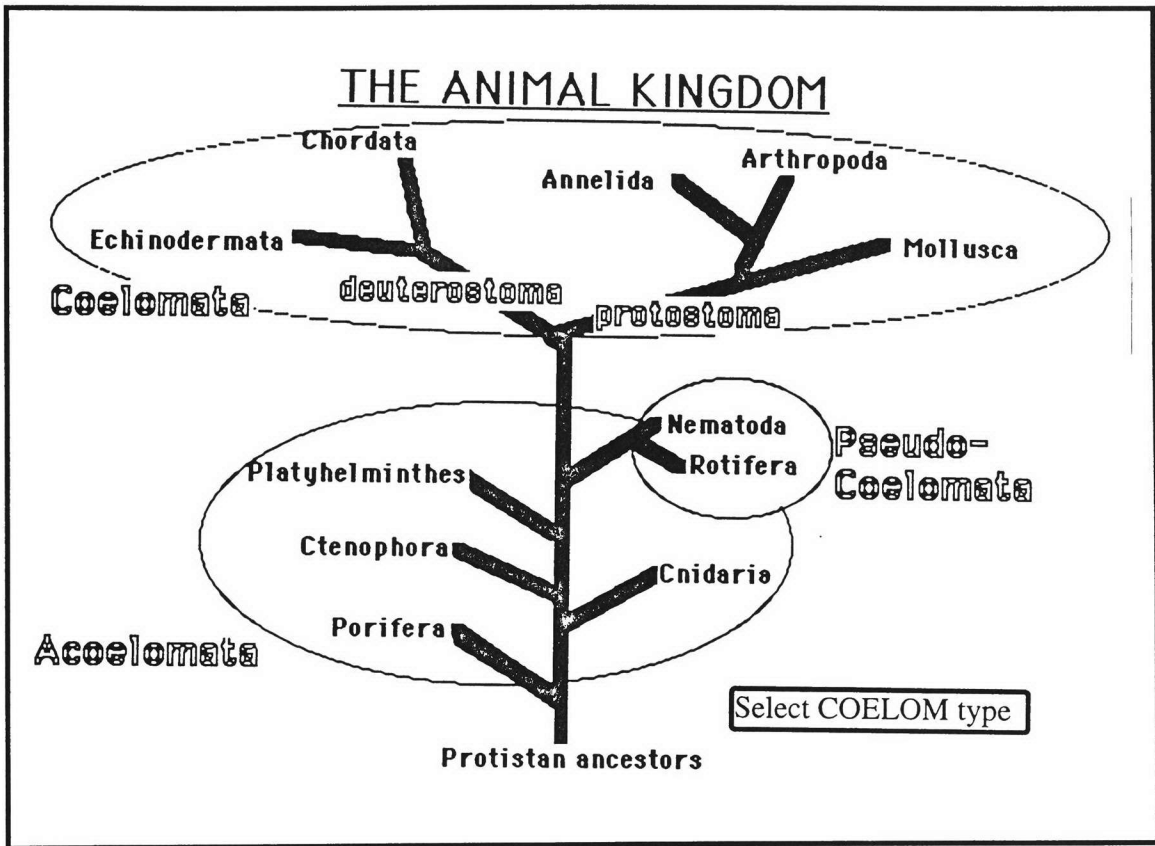 THE ANIMAL KINGDOM
Chordata
Arthropoda
Annelida
Echinodermata
Mollusca
deuterostoma
Coelomata
protostoma
Nematoda
Pseudo-
Rotifera
Coelomata
Platyhelminthes
Ctenophora
Cnidaria
Porifera
Acoelomata
Select COELOM type
Protistan ancestors